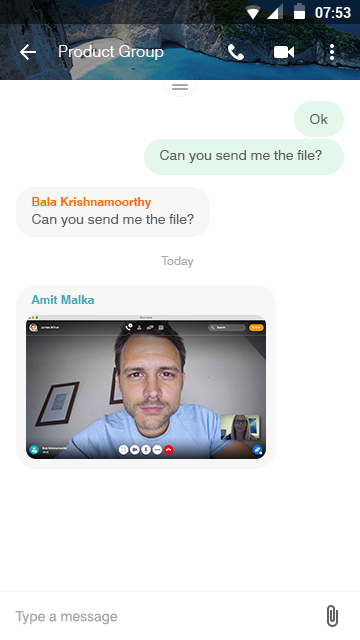 07:53
Product Group
Ok
Can you send me the file?
Bala Krishnamoorthy
Can you send me the file?
Today
Amit Malka
Type a message